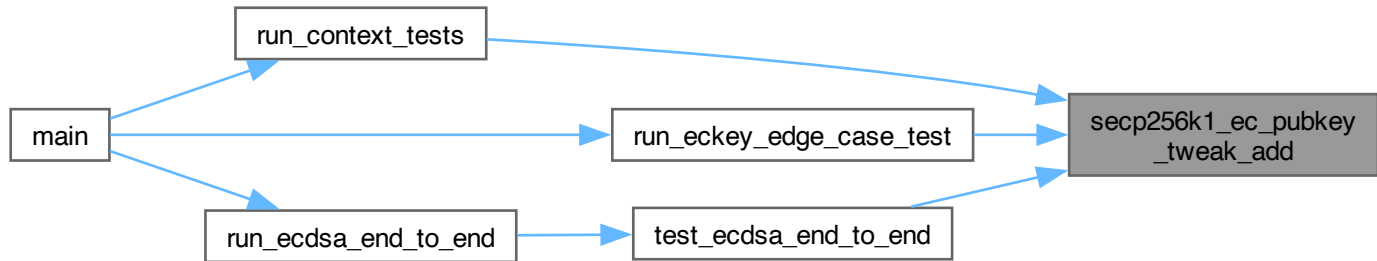 run_context_tests
main
run_eckey_edge_case_test
secp256k1_ec_pubkey
_tweak_add
run_ecdsa_end_to_end
test_ecdsa_end_to_end